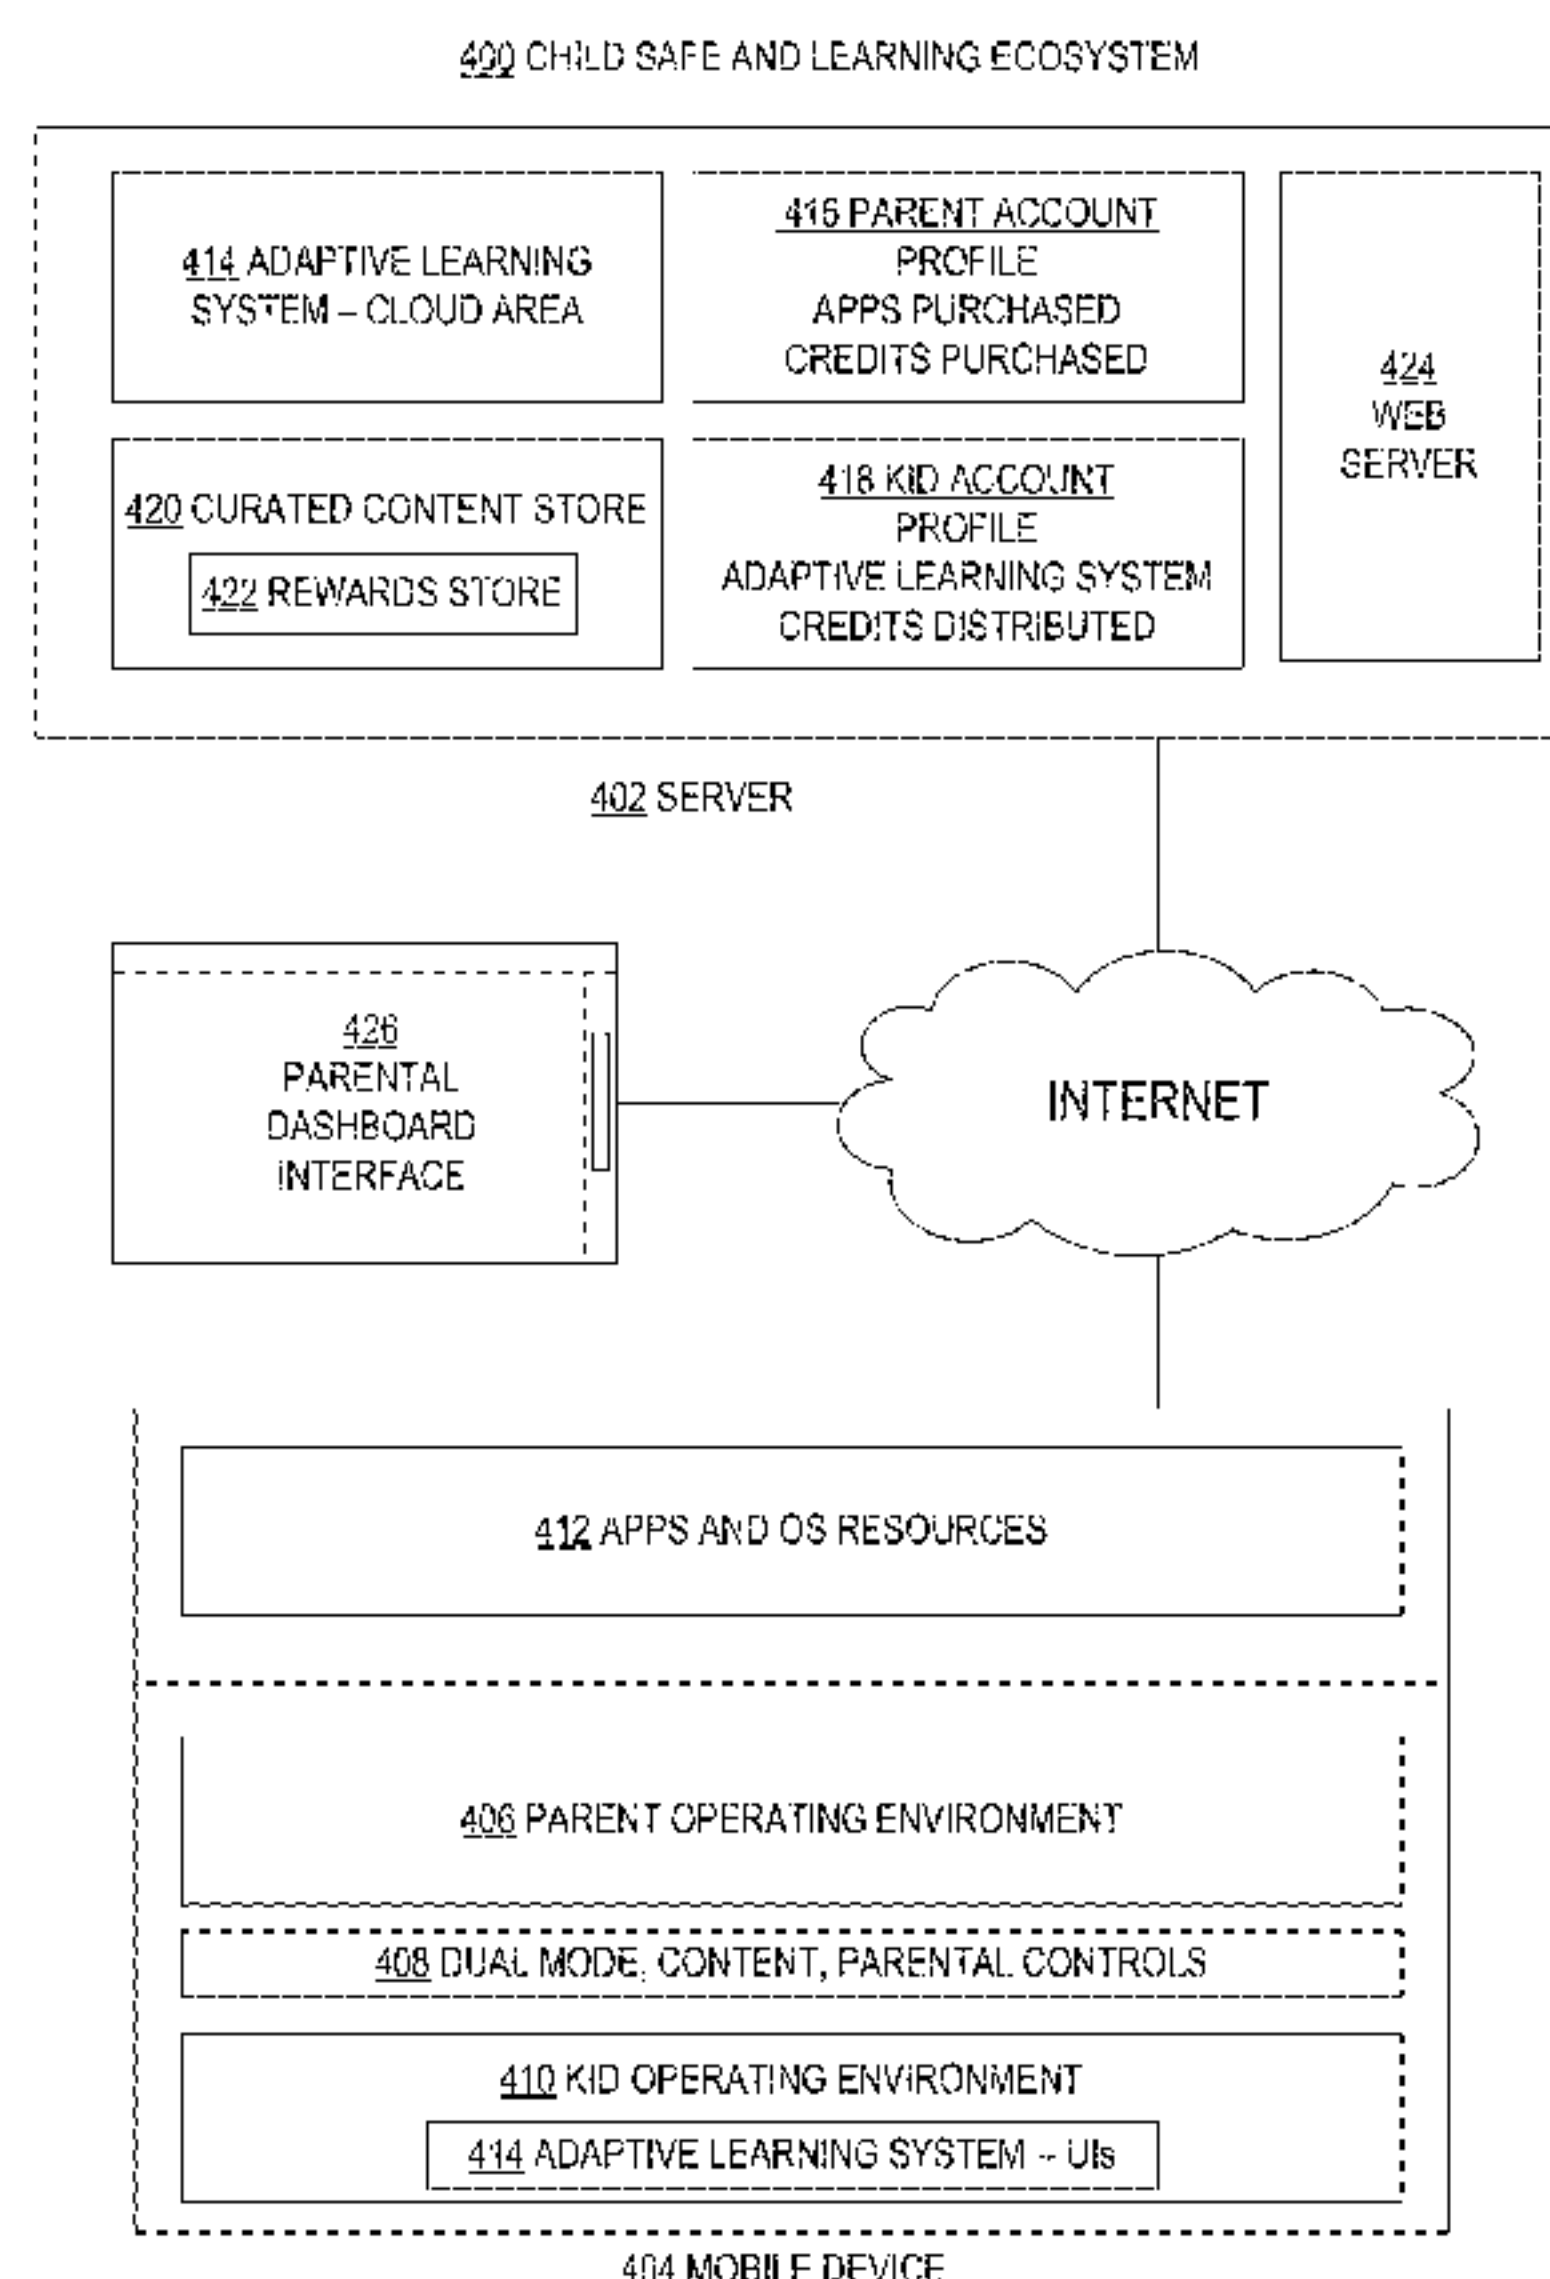 400 CHILD SAFE AND LEARNING ECOSYSTEM
414 ADAPTIVE LEARNING
SYSTEM – CLOUD AREA
416 PARENT ACCOUNT
PROFILE
APPS PURCHASED
CREDITS PURCHASED
424
WEB
SERVER
420 CURATED CONTENT STORE
422 REWARDS STORE
418 KID ACCOUNT
PROFILE
ADAPTIVE LEARNING SYSTEM
CREDITS DISTRIBUTED
402 SERVER
426
PARENTAL
DASHBOARD
INTERFACE
INTERNET
412 APPS AND OS RESOURCES
406 PARENT OPERATING ENVIRONMENT
408 DUAL MODE, CONTENT, PARENTAL CONTROLS
410 KID OPERATING ENVIRONMENT
414 ADAPTIVE LEARNING SYSTEM – UIs
404 MOBILE DEVICE